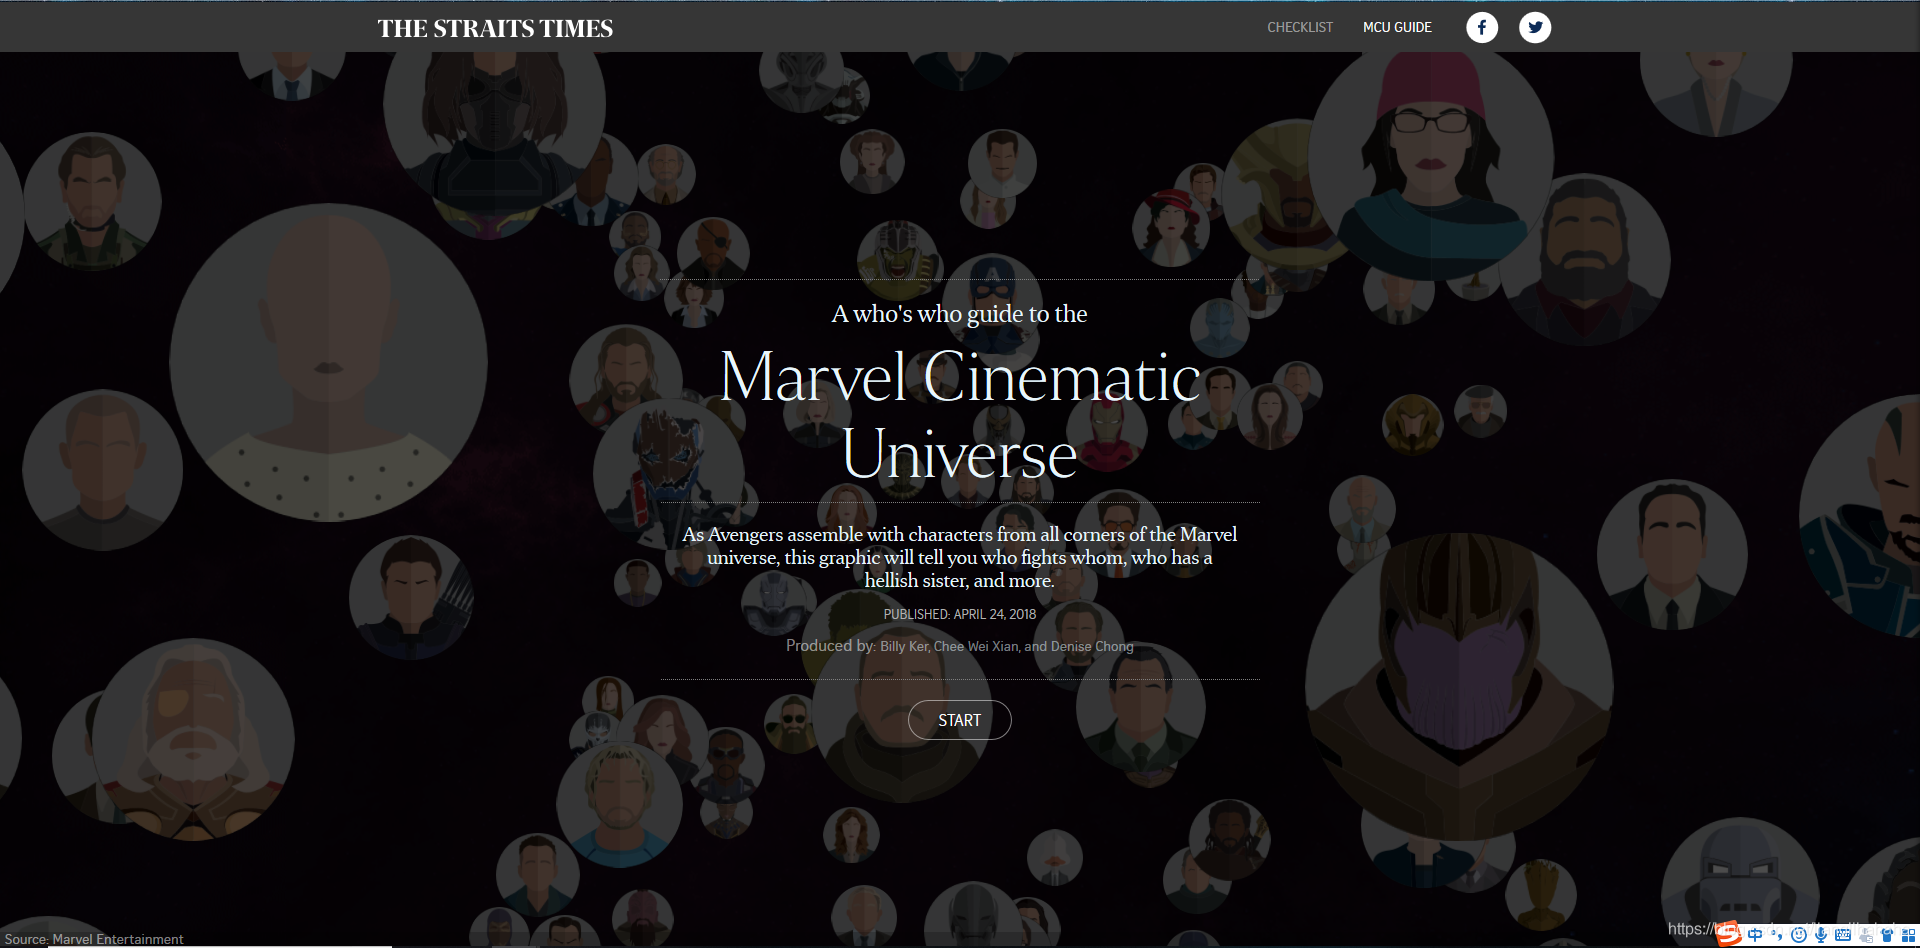 THE STRAITS TIMES
CHECKLIST
MCU GUIDE
A who's who guide to the
Marvel Cinematic
Universe
As Avengers assemble with characters from all corners of the Marvel
universe, this graphic will tell you who fights whom, who has a
hellish sister, and more.
PUBLISHED: APRIL 24, 2018
Produced by: Billy Ker, Chee Wei Xian, and Denise Chong
START
Source: Marvel Entertainment
中